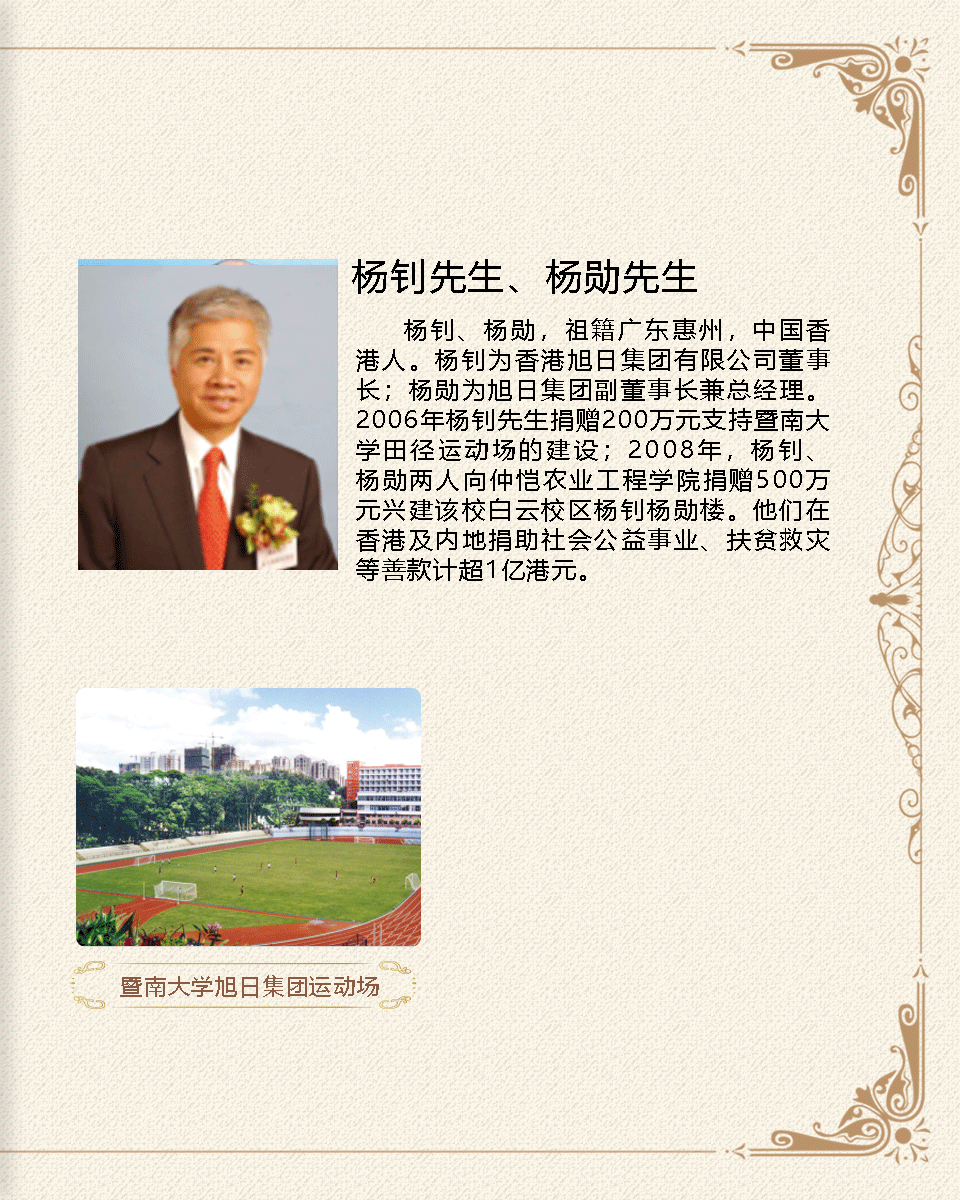 杨钊先生、杨勋先生
杨钊、杨勋，祖籍广东惠州，中国香
港人。杨钊为香港旭日集团有限公司董事
长；杨勋为旭日集团副董事长兼总经理。
2006年杨钊先生捐赠200万元支持暨南大
学田径运动场的建设；2008年，杨钊、
杨勋两人向仲恺农业工程学院捐赠500万
元兴建该校白云校区杨钊杨勋楼。他们在
香港及内地捐助社会公益事业、扶贫救灾
等善款计超1亿港元。
暨南大学旭日集团运动场